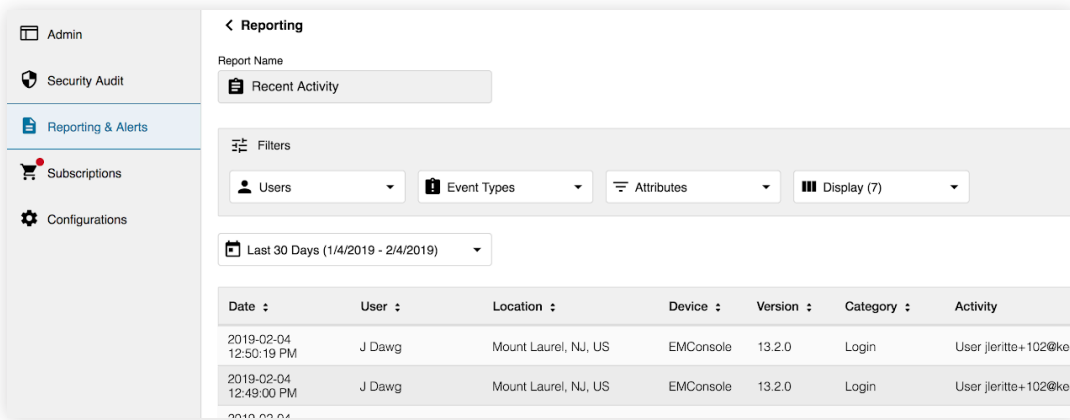 Admin
Security Audit
Reporting & Alerts
Subscriptions
Configurations
Reporting
Report Name
Recent Activity
Filters
Users
Event Types
Attributes
Display (7)
Last 30 Days (1/4/2019 - 2/4/2019)
Date User Location Device Version Category Activity
2019-02-04
12:50:19 PM J Dawg Mount Laurel, NJ, US EMConsole 13.2.0 Login User jleritte+102@ke
2019-02-04
12:49:00 PM J Dawg Mount Laurel, NJ, US EMConsole 13.2.0 Login User jleritte+102@ke
2019-02-04